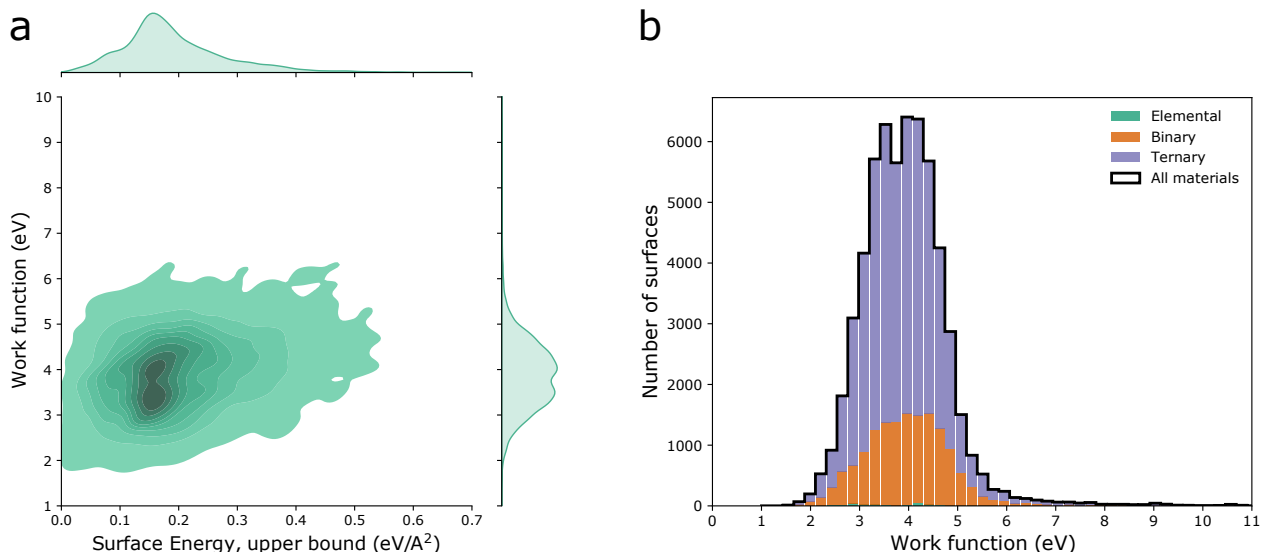 a
10
9
8
7
6
5
4
3
2
1
Work function (eV)
0.0 0.1 0.2 0.3 0.4 0.5 0.6 0.7
Surface Energy, upper bound (eV/A²)
b
Elemental
Binary
Ternary
All materials
6000
5000
4000
3000
2000
1000
0
Number of surfaces
0 1 2 3 4 5 6 7 8 9 10 11
Work function (eV)